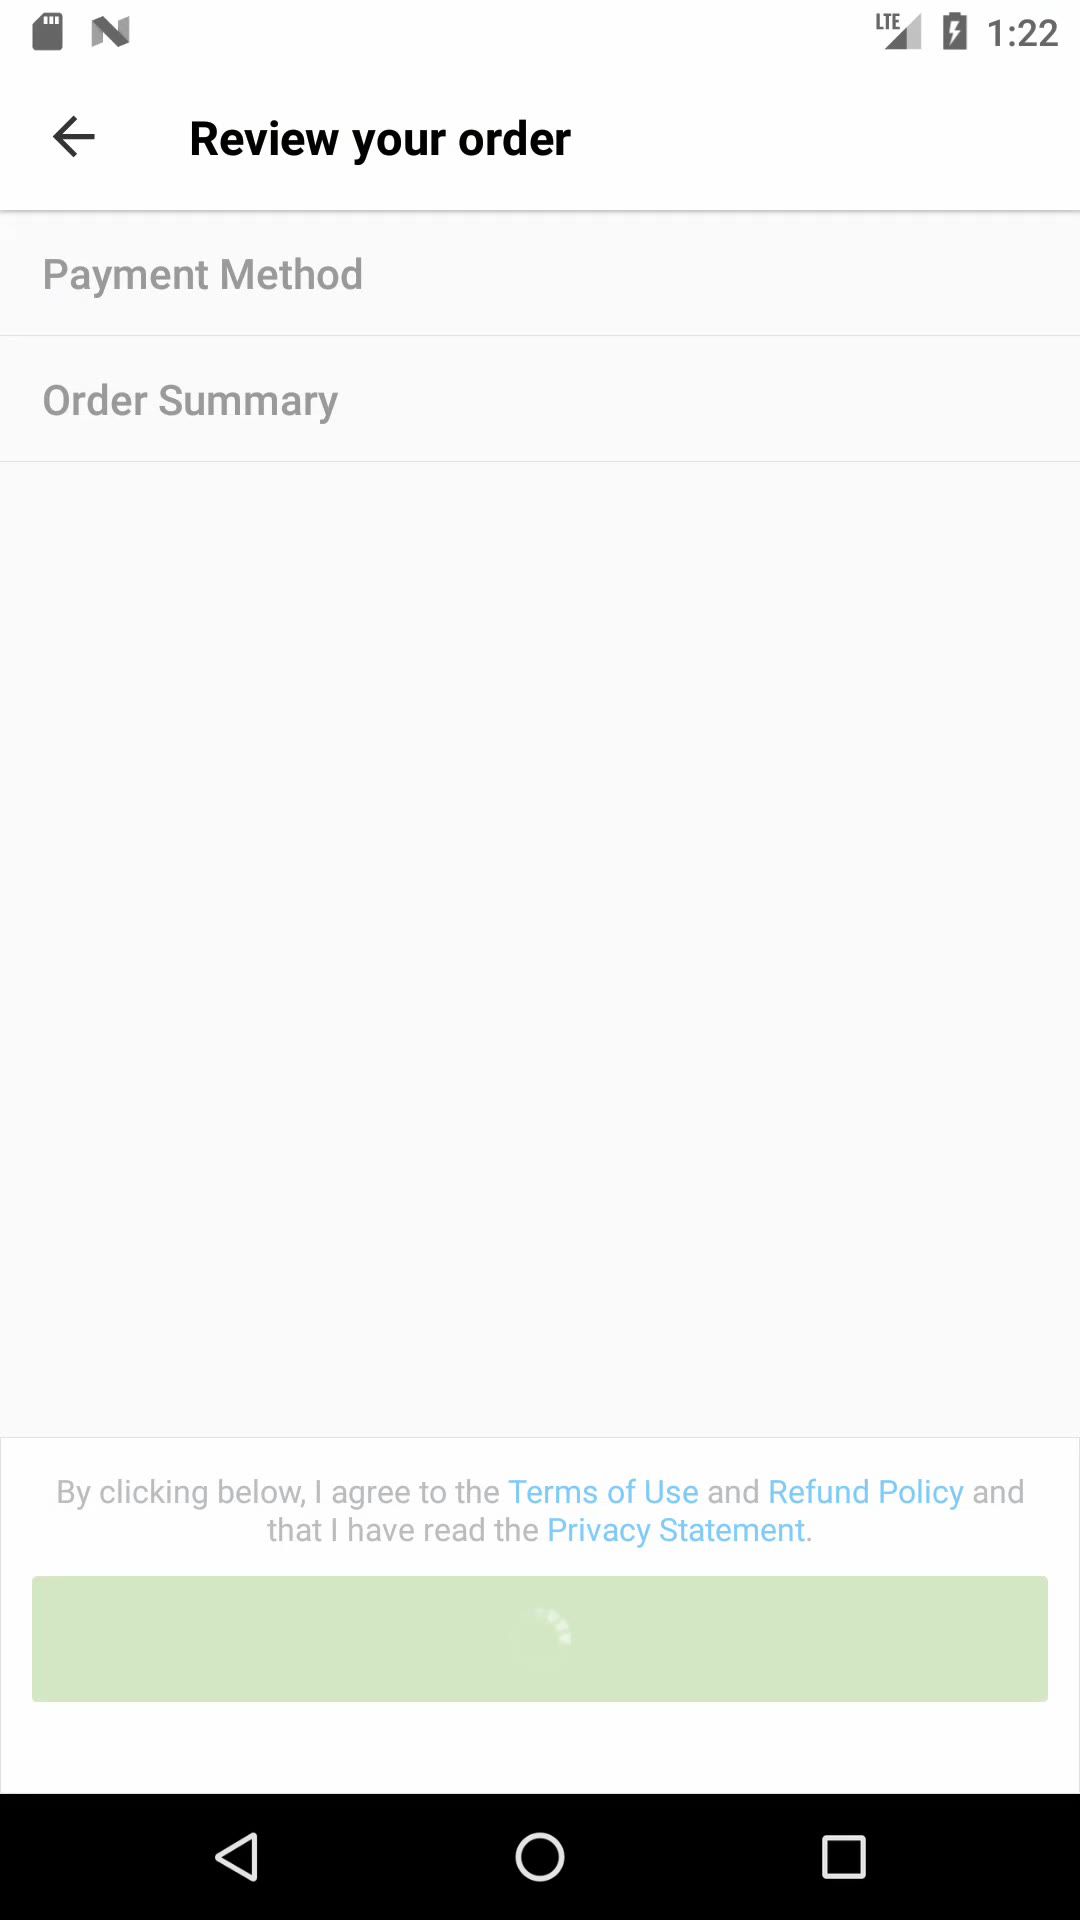 LTE 1:22
Review your order
Payment Method
Order Summary
By clicking below, I agree to the Terms of Use and Refund Policy and
that I have read the Privacy Statement.